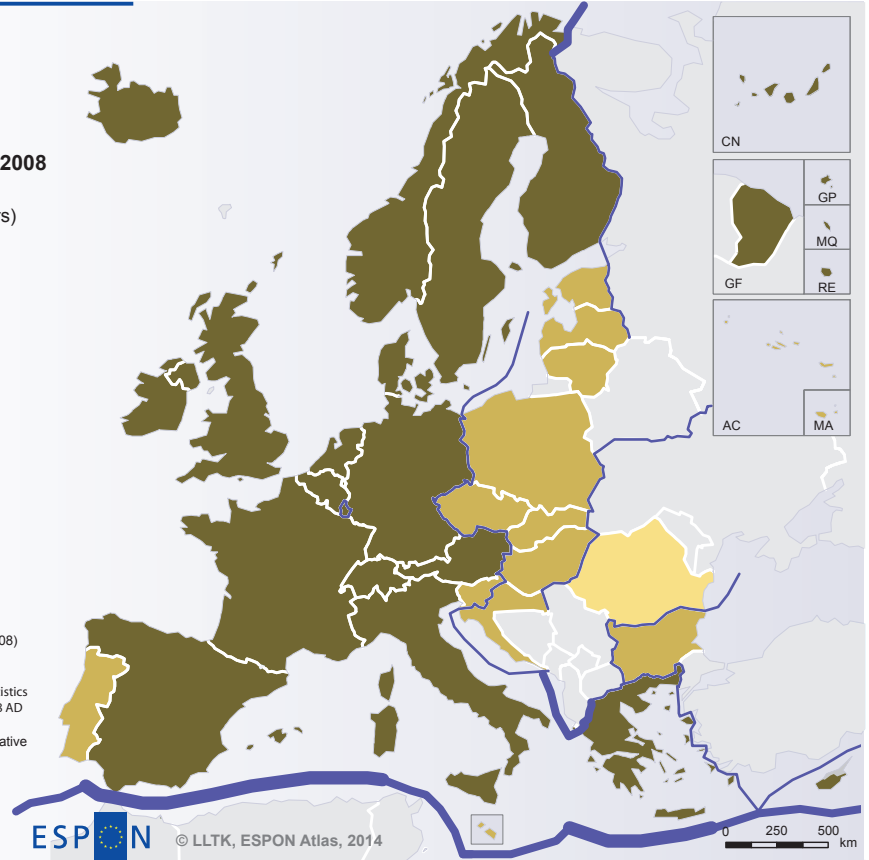 2008
s)
08)
istics
3 AD
ative
CN
GP
MQ
GF
RE
AC
MA
ESPON
© LLTK, ESPON Atlas, 2014
0 250 500
km